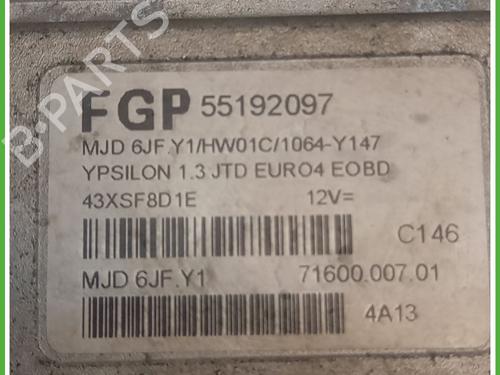 B-PARTS
FGP 55192097
MJD 6JF.Y1/HW01C/1064-Y147
YPSILON 1.3 JTD EURO4 EOBD
43XSF8D1E 12V=
C146
MJD 6JF.Y1 71600.007.01
4A13